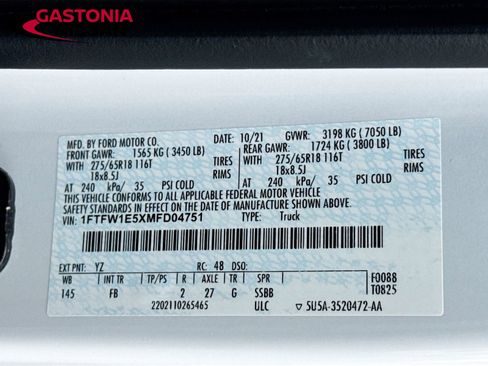 GASTONIA
MFD. BY FORD MOTOR CO. 10/21 GVWR: 3198 KG ( 7050 LB)
FRONT GAWR: 1565 KG ( 3450 LB) REAR GAWR: 1724 KG ( 3800 LB)
WITH 275/65R18 116T TIRES WITH 275/65R18 116T TIRES
18x8.5J RIMS 18x8.5J RIMS
AT 240 kPa/ 35 PSI COLD AT 240 kPa/ 35 PSI COLD
THIS VEHICLE CONFORMS TO ALL APPLICABLE FEDERAL MOTOR VEHICLE
SAFETY STANDARDS IN EFFECT ON THE DATE OF MANUFACTURE SHOWN ABOVE.
VIN: 1FTFW1E5XMFD04751 TYPE: Truck
EXT PNT: YZ RC: 48 DSO:
WB INT TR TP/PS R AXLE TR SPR F0088
145 FB 2 27 G SSBB T0825
2202110265465 ULC 5U5A-3520472-AA